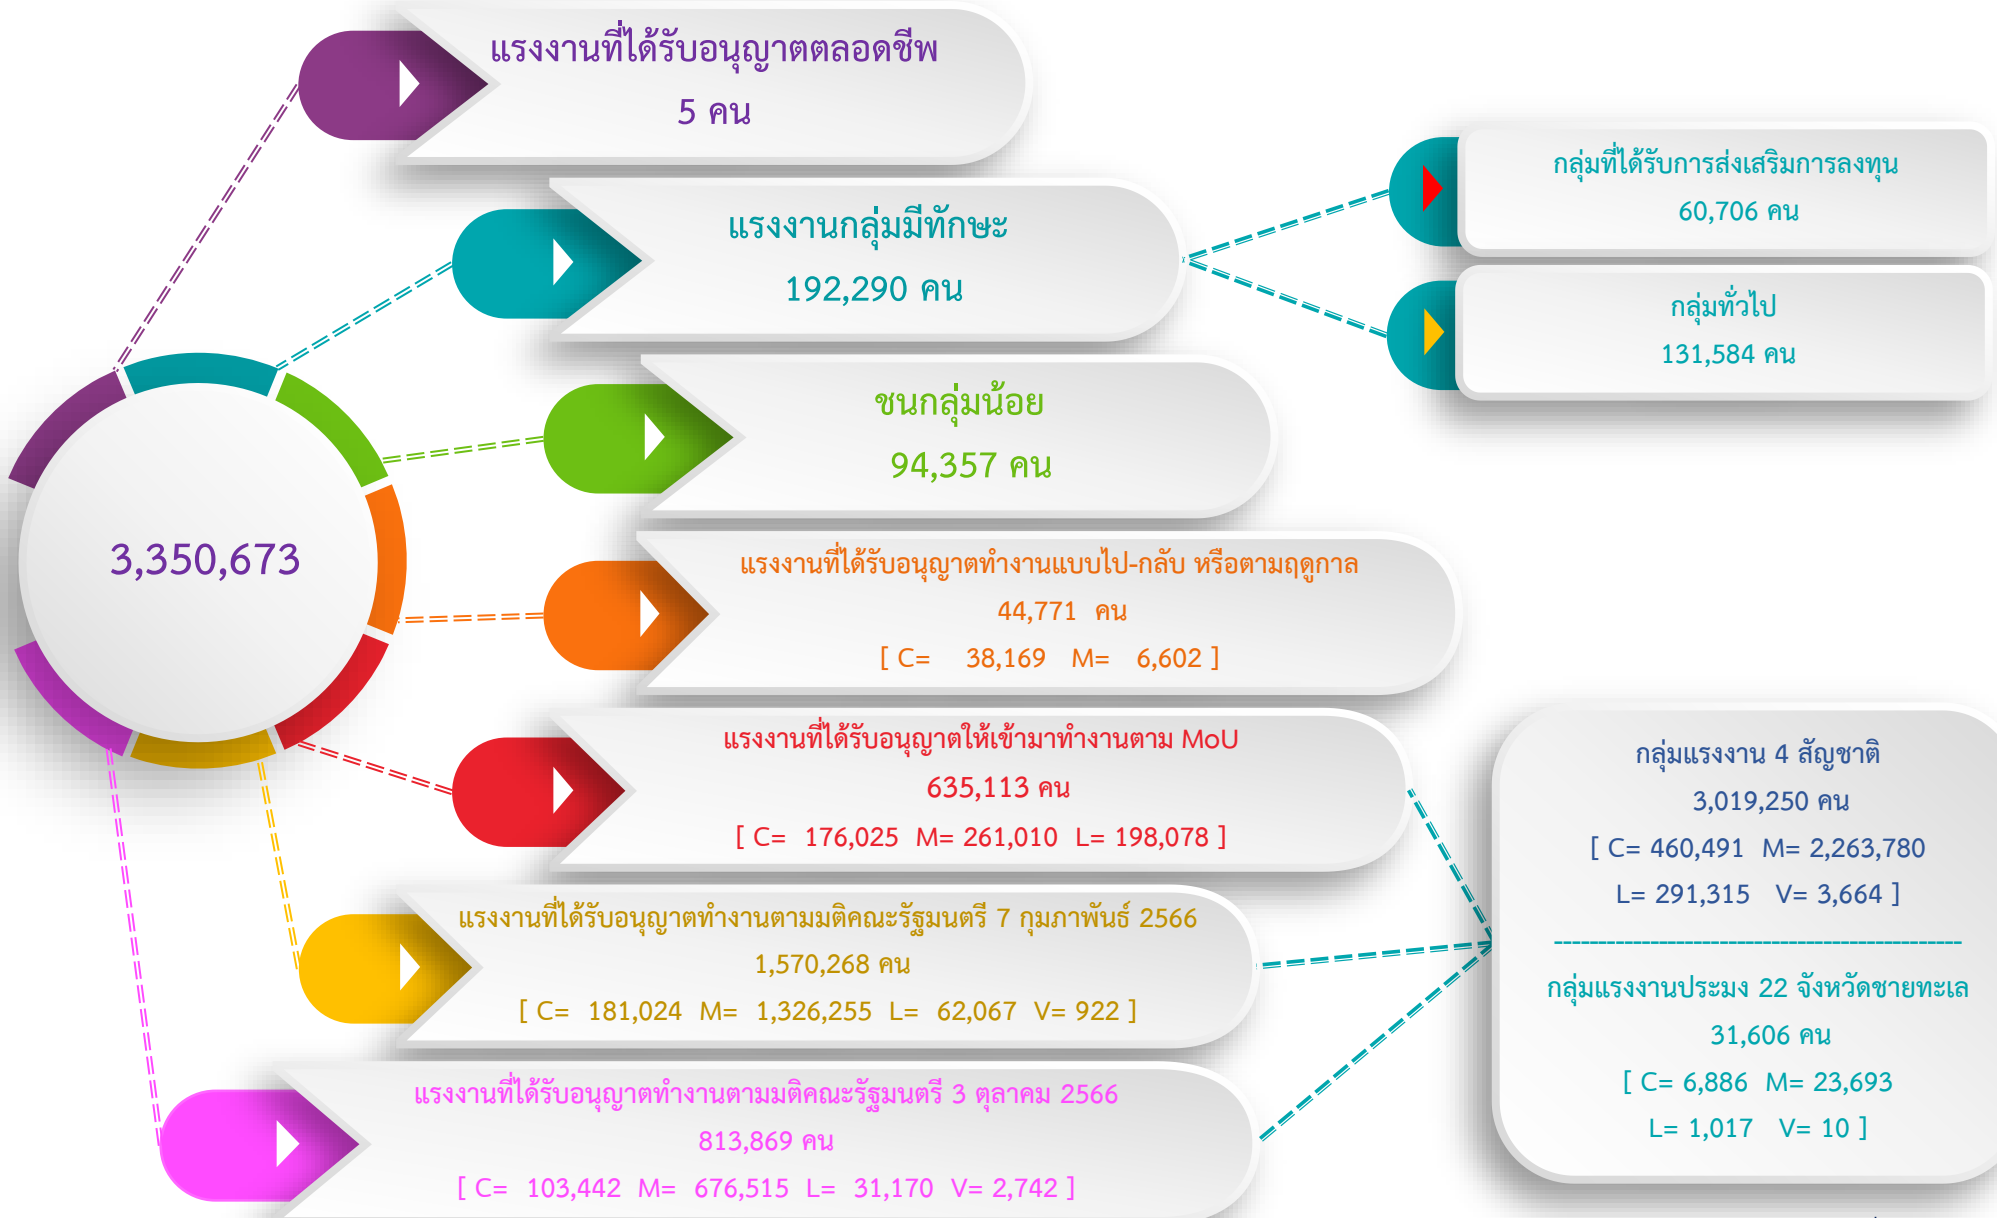 แรงงานที่ได้รับอนุญาตตลอดชีพ
5 คน
แรงงานกลุ่มมีทักษะ
192,290 คน
กลุ่มที่ได้รับการส่งเสริมการลงทุน
60,706 คน
กลุ่มทั่วไป
131,584 คน
ชนกลุ่มน้อย
94,357 คน
3,350,673
แรงงานที่ได้รับอนุญาตทำงานแบบไป-กลับ หรือตามฤดูกาล
44,771 คน
[ C= 38,169 M= 6,602 ]
แรงงานที่ได้รับอนุญาตให้เข้ามาทำงานตาม MoU
635,113 คน
[ C= 176,025 M= 261,010 L= 198,078 ]
แรงงานที่ได้รับอนุญาตทำงานตามมติคณะรัฐมนตรี 7 กุมภาพันธ์ 2566
1,570,268 คน
[ C= 181,024 M= 1,326,255 L= 62,067 V= 922 ]
แรงงานที่ได้รับอนุญาตทำงานตามมติคณะรัฐมนตรี 3 ตุลาคม 2566
813,869 คน
[ C= 103,442 M= 676,515 L= 31,170 V= 2,742 ]
กลุ่มแรงงาน 4 สัญชาติ
3,019,250 คน
[ C= 460,491 M= 2,263,780
L= 291,315 V= 3,664 ]
------------------------------------------------
กลุ่มแรงงานประมง 22 จังหวัดชายทะเล
31,606 คน
[ C= 6,886 M= 23,693
L= 1,017 V= 10 ]